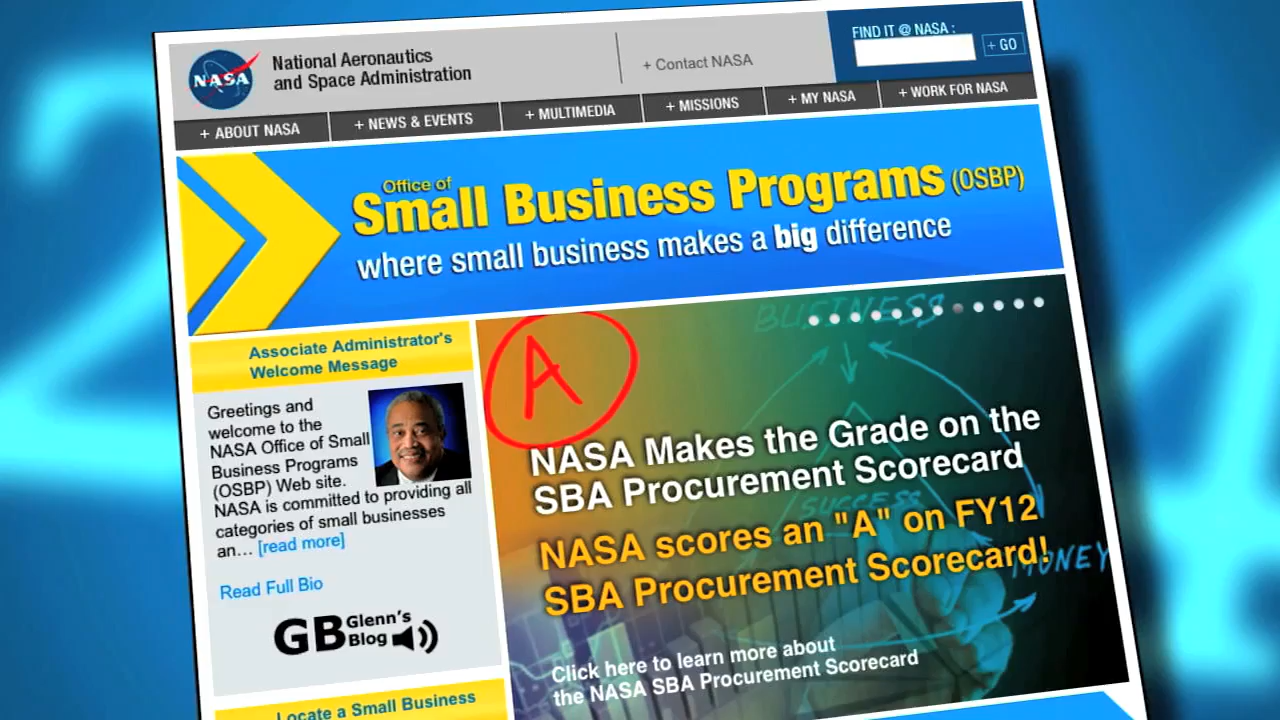 NASA
National Aeronautics
and Space Administration
+ Contact NASA
FIND IT @ NASA :
+ GO
+ ABOUT NASA
+ NEWS & EVENTS
+ MULTIMEDIA
+ MISSIONS
+ MY NASA
+ WORK FOR NASA
Office of
Small Business Programs (OSBP)
where small business makes a big difference
Associate Administrator's
Welcome Message
Greetings and
welcome to the
NASA Office of Small
Business Programs
(OSBP) Web site.
NASA is committed to providing all
categories of small businesses
an... [read more]
Read Full Bio
GB Glenn's
Blog
Locate a Small Business
BUSINESS
A
NASA Makes the Grade on the
SBA Procurement Scorecard
SUCCESS
NASA scores an "A" on FY12
SBA Procurement Scorecard!
MONEY
Click here to learn more about
the NASA SBA Procurement Scorecard
2
4